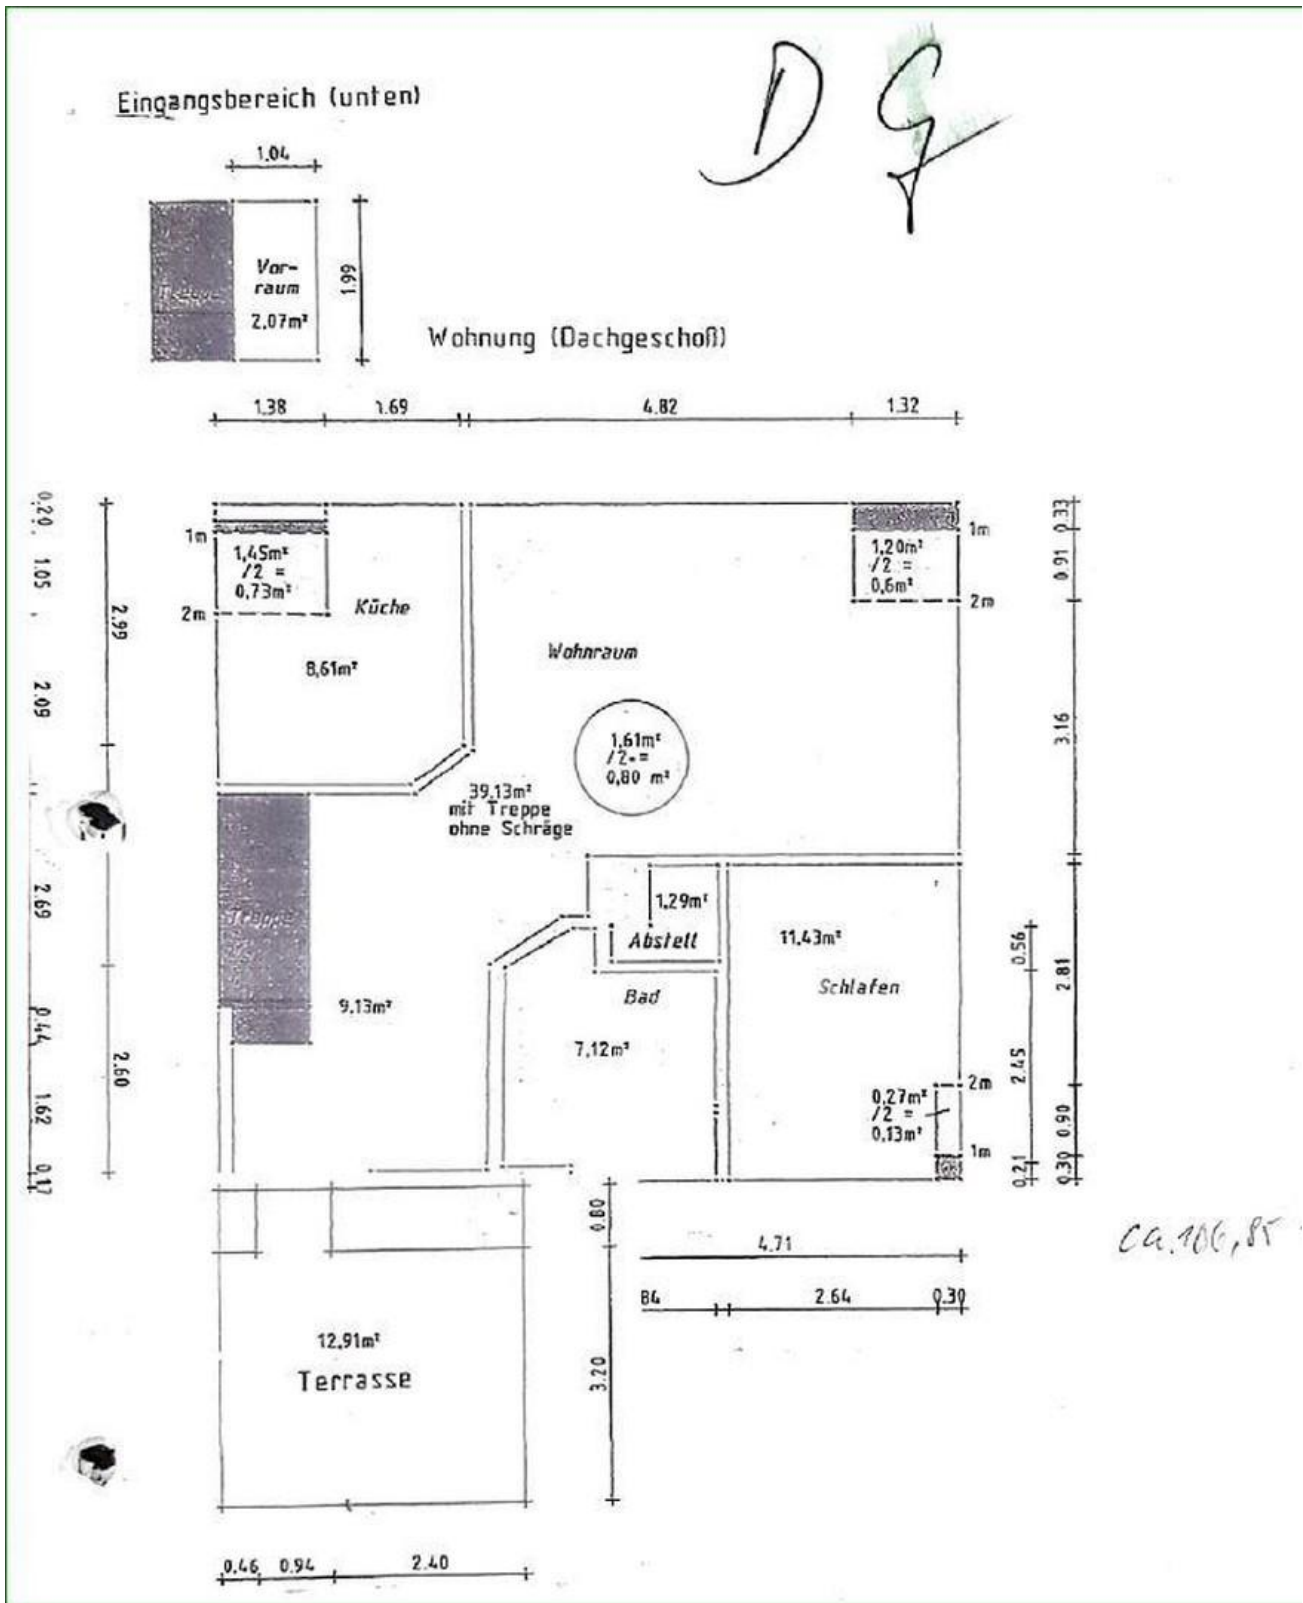 Eingangsbereich (unten)
D G
1.04
Vor-
raum
2.07m²
Treppe
1.99
Wohnung (Dachgeschoß)
1.38
1.69
4.82
1.32
0.20
1.05
2.09
2.69
0.44
1.62
0.17
2.99
2.60
1m
1,45m²
/2 =
0,73m²
2m
Küche
8,61m²
Wohnraum
1m
1,20m²
/2 =
0,6m²
2m
0.33
0.91
3.16
1,61m²
/2 =
0,80 m²
39,13m²
mit Treppe
ohne Schräge
Treppe
9,13m²
1,29m²
Abstell
Bad
7,12m²
11,43m²
Schlafen
2m
0,27m²
/2 =
0,13m²
1m
0.56
2.45
0.21
2.81
0.90
0.30
0.80
3.20
4.71
84
2.64
0.30
ca. 106,85
12,91m²
Terrasse
0.46
0.94
2.40